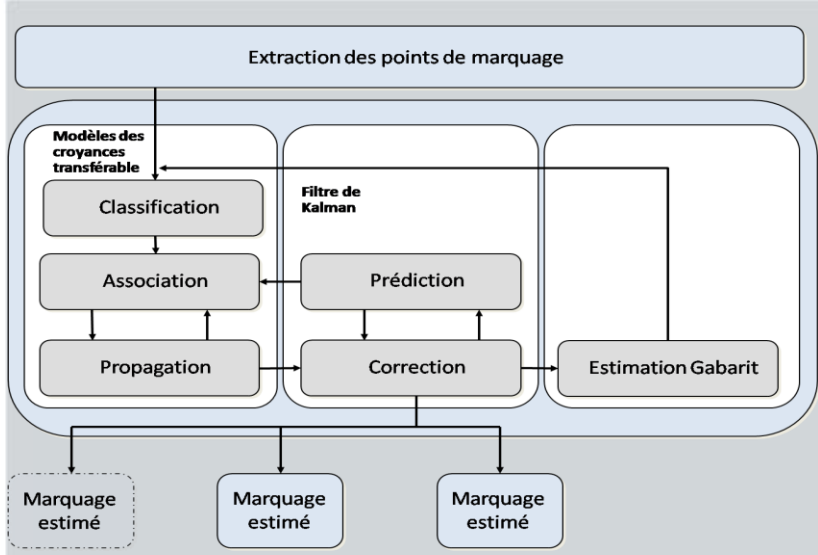 Extraction des points de marquage
Modèles des
croyances
transférable
Classification
Filtre de
Kalman
Association
Prédiction
Propagation
Correction
Estimation Gabarit
Marquage
estimé
Marquage
estimé
Marquage
estimé